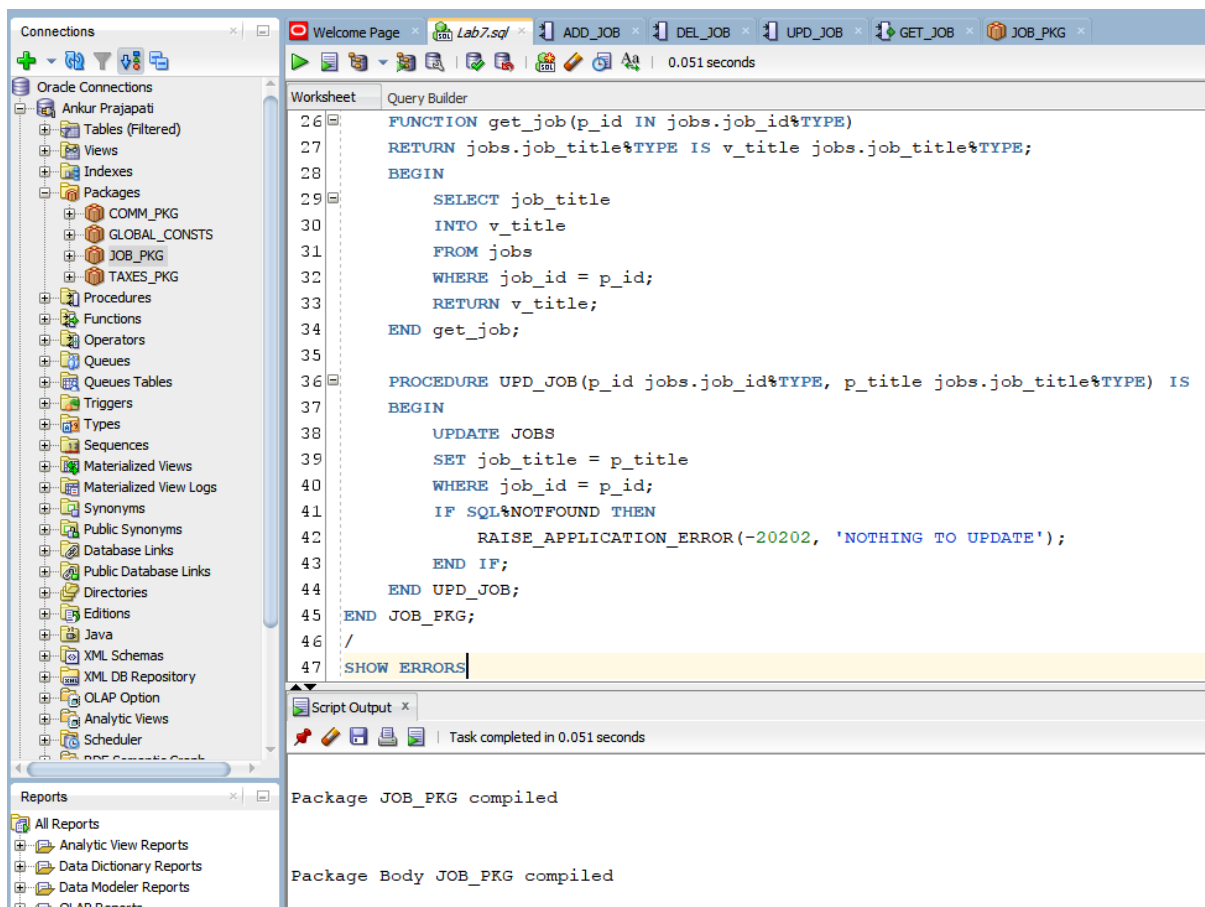 Connections
Oracle Connections
Ankur Prajapati
Tables (Filtered)
Views
Indexes
Packages
COMM_PKG
GLOBAL_CONSTS
JOB_PKG
TAXES_PKG
Procedures
Functions
Operators
Queues
Queues Tables
Triggers
Types
Sequences
Materialized Views
Materialized View Logs
Synonyms
Public Synonyms
Database Links
Public Database Links
Directories
Editions
Java
XML Schemas
XML DB Repository
OLAP Option
Analytic Views
Scheduler
Reports
All Reports
Analytic View Reports
Data Dictionary Reports
Data Modeler Reports
OLAP Reports
Welcome Page Lab7.sql ADD_JOB DEL_JOB UPD_JOB GET_JOB JOB_PKG
0.051 seconds
Worksheet Query Builder
26 FUNCTION get_job(p_id IN jobs.job_id%TYPE)
27 RETURN jobs.job_title%TYPE IS v_title jobs.job_title%TYPE;
28 BEGIN
29 SELECT job_title
30 INTO v_title
31 FROM jobs
32 WHERE job_id = p_id;
33 RETURN v_title;
34 END get_job;
35
36 PROCEDURE UPD_JOB(p_id jobs.job_id%TYPE, p_title jobs.job_title%TYPE) IS
37 BEGIN
38 UPDATE JOBS
39 SET job_title = p_title
40 WHERE job_id = p_id;
41 IF SQL%NOTFOUND THEN
42 RAISE_APPLICATION_ERROR(-20202, 'NOTHING TO UPDATE');
43 END IF;
44 END UPD_JOB;
45 END JOB_PKG;
46 /
47 SHOW ERRORS
Script Output
Task completed in 0.051 seconds
Package JOB_PKG compiled
Package Body JOB_PKG compiled